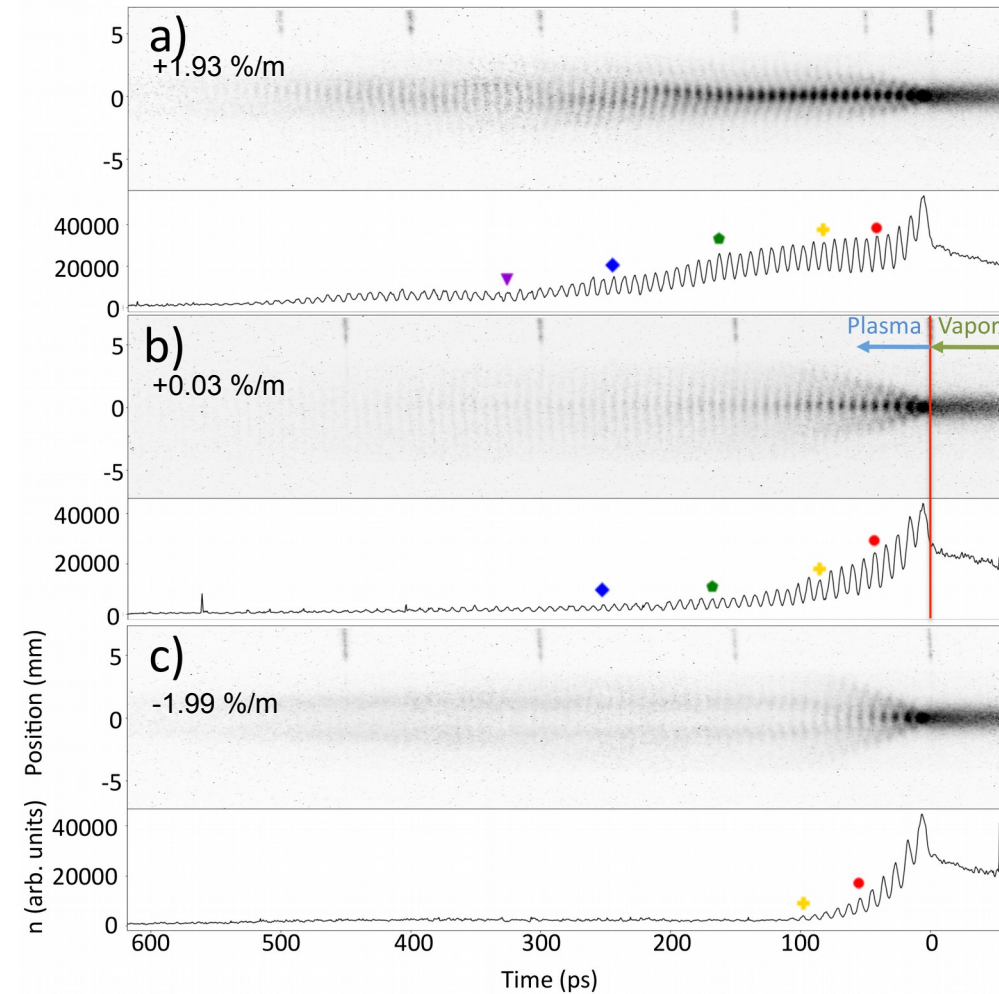 a)
+1.93 %/m
5
0
-5
40000
20000
0
b)
+0.03 %/m
Plasma
Vapor
5
0
-5
40000
20000
0
c)
-1.99 %/m
5
0
-5
Position (mm)
40000
20000
0
n (arb. units)
600 500 400 300 200 100 0
Time (ps)